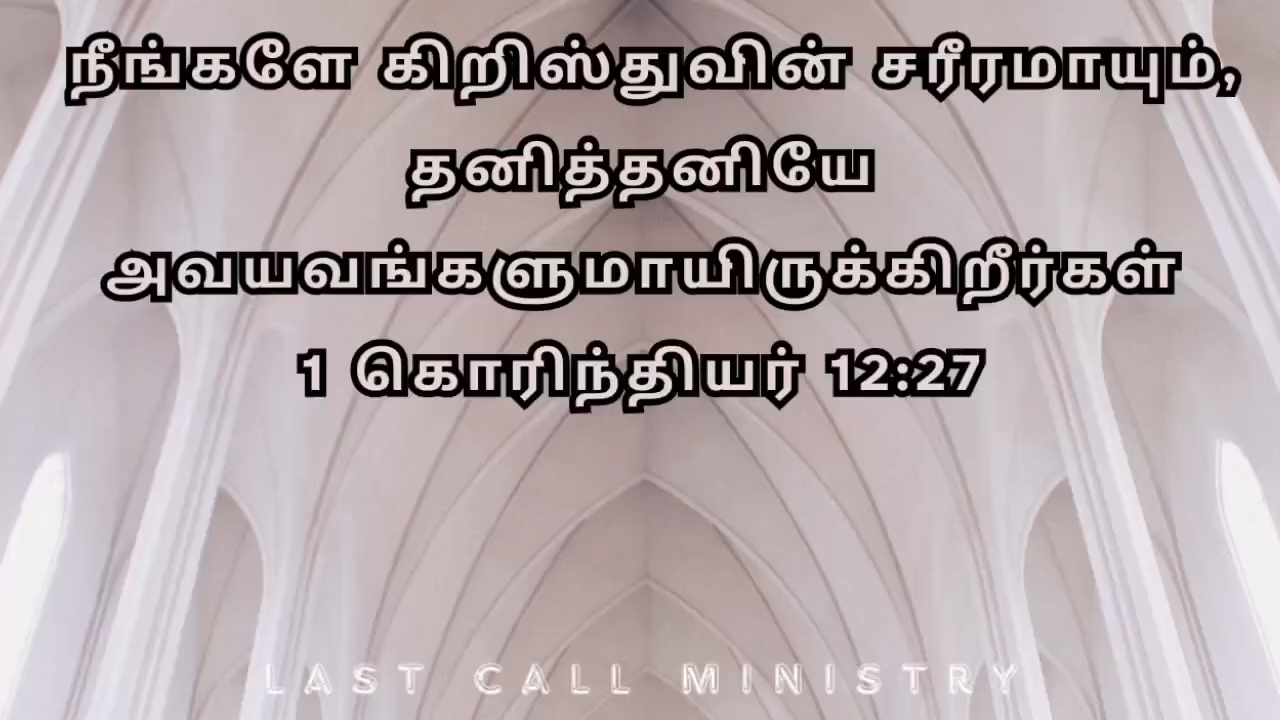 நீங்களே கிறிஸ்துவின் சரீரமாயும்,
தனித்தனியே
அவயவங்களுமாயிருக்கிறீர்கள்
1 கொரிந்தியர் 12:27
LAST CALL MINISTRY